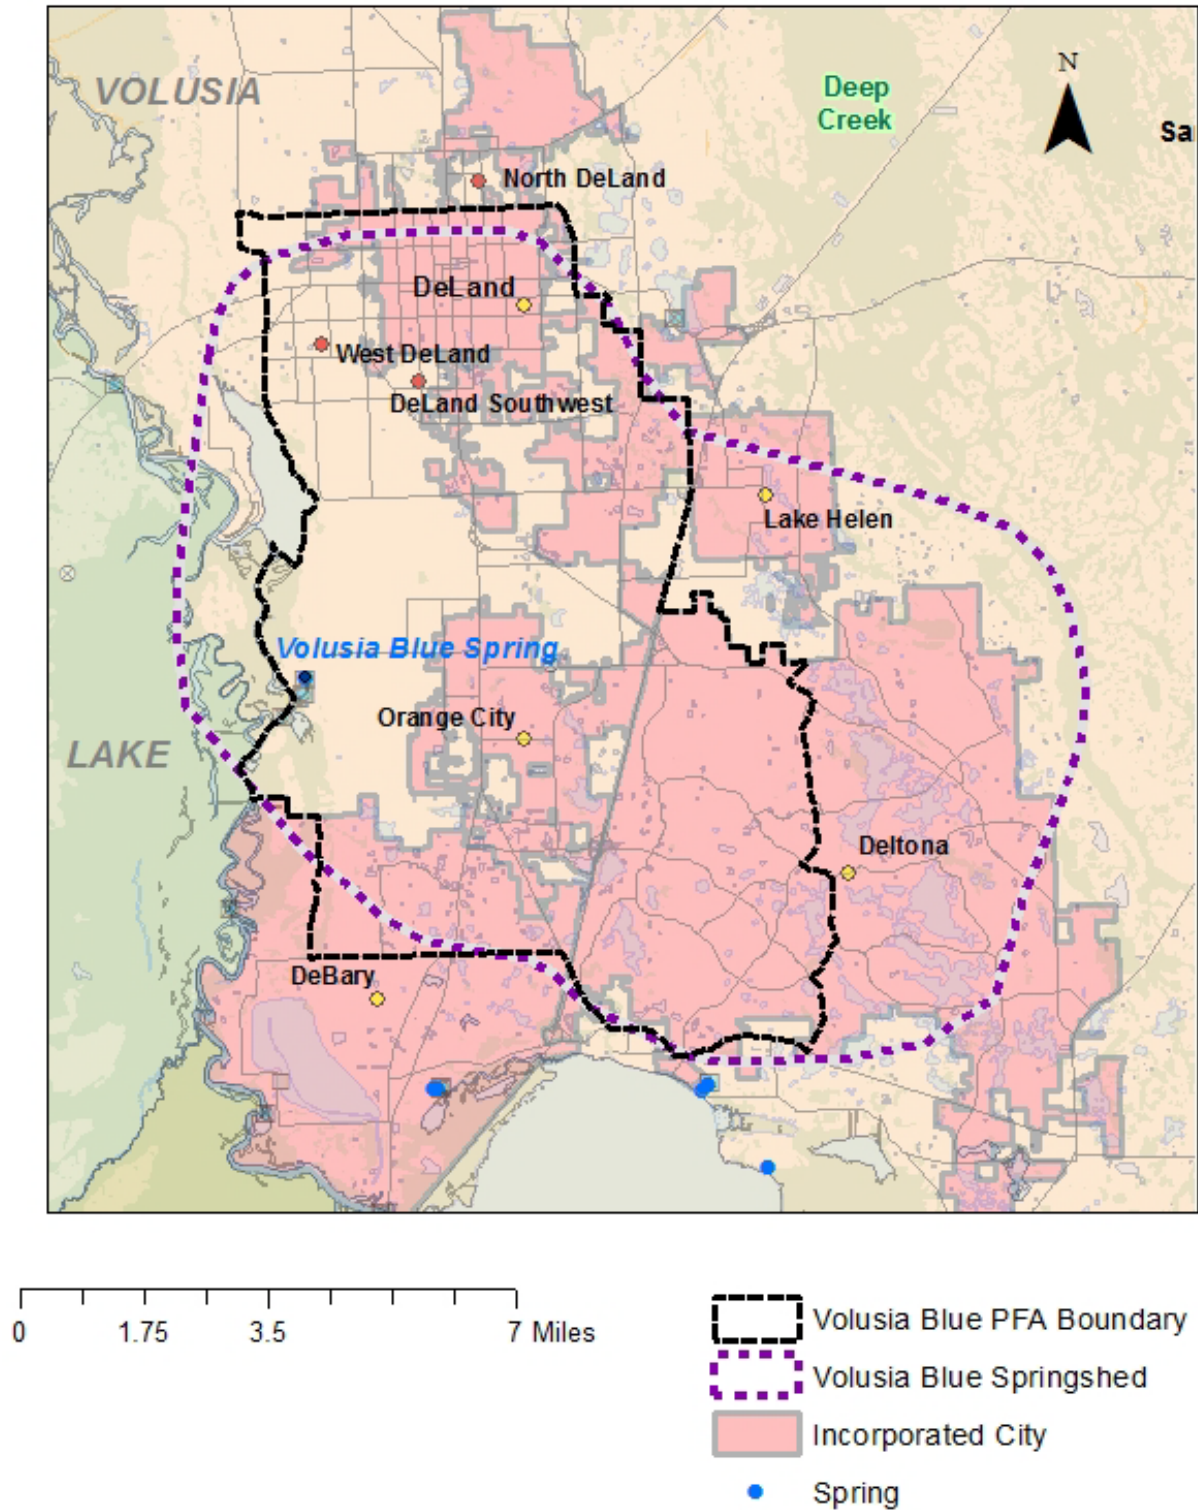 VOLUSIA
Deep
Creek
N
Sa
North DeLand
DeLand
West DeLand
DeLand Southwest
Lake Helen
Volusia Blue Spring
Orange City
LAKE
Deltona
DeBary
0 1.75 3.5 7 Miles
Volusia Blue PFA Boundary
Volusia Blue Springshed
Incorporated City
Spring